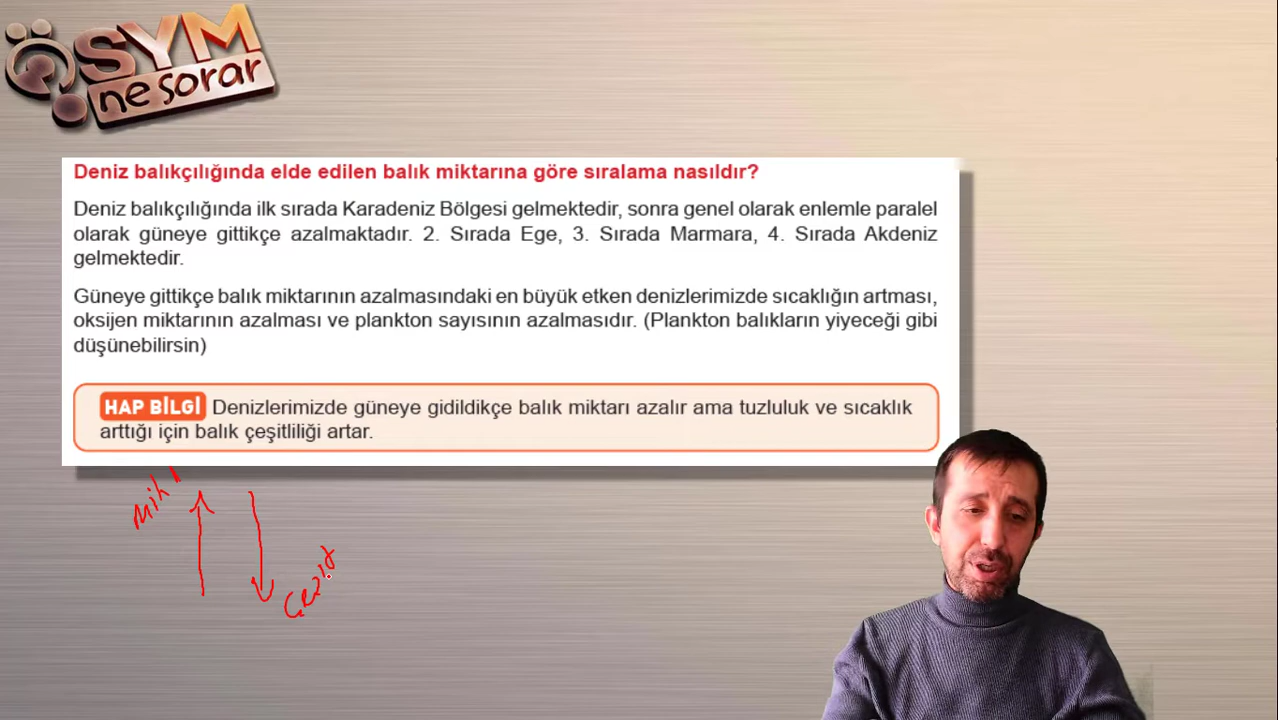 ÖSYM
ne sorar
Deniz balıkçılığında elde edilen balık miktarına göre sıralama nasıldır?
Deniz balıkçılığında ilk sırada Karadeniz Bölgesi gelmektedir, sonra genel olarak enlemle paralel
olarak güneye gittikçe azalmaktadır. 2. Sırada Ege, 3. Sırada Marmara, 4. Sırada Akdeniz
gelmektedir.
Güneye gittikçe balık miktarının azalmasındaki en büyük etken denizlerimizde sıcaklığın artması,
oksijen miktarının azalması ve plankton sayısının azalmasıdır. (Plankton balıkların yiyeceği gibi
düşünebilirsin)
HAP BİLGİ Denizlerimizde güneye gidildikçe balık miktarı azalır ama tuzluluk ve sıcaklık
arttığı için balık çeşitliliği artar.